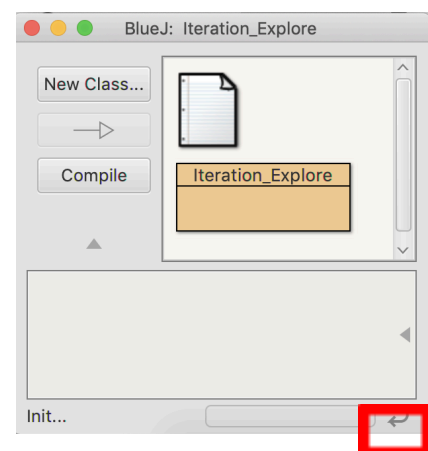 BlueJ: Iteration_Explore
New Class...
Compile
Iteration_Explore
Init...